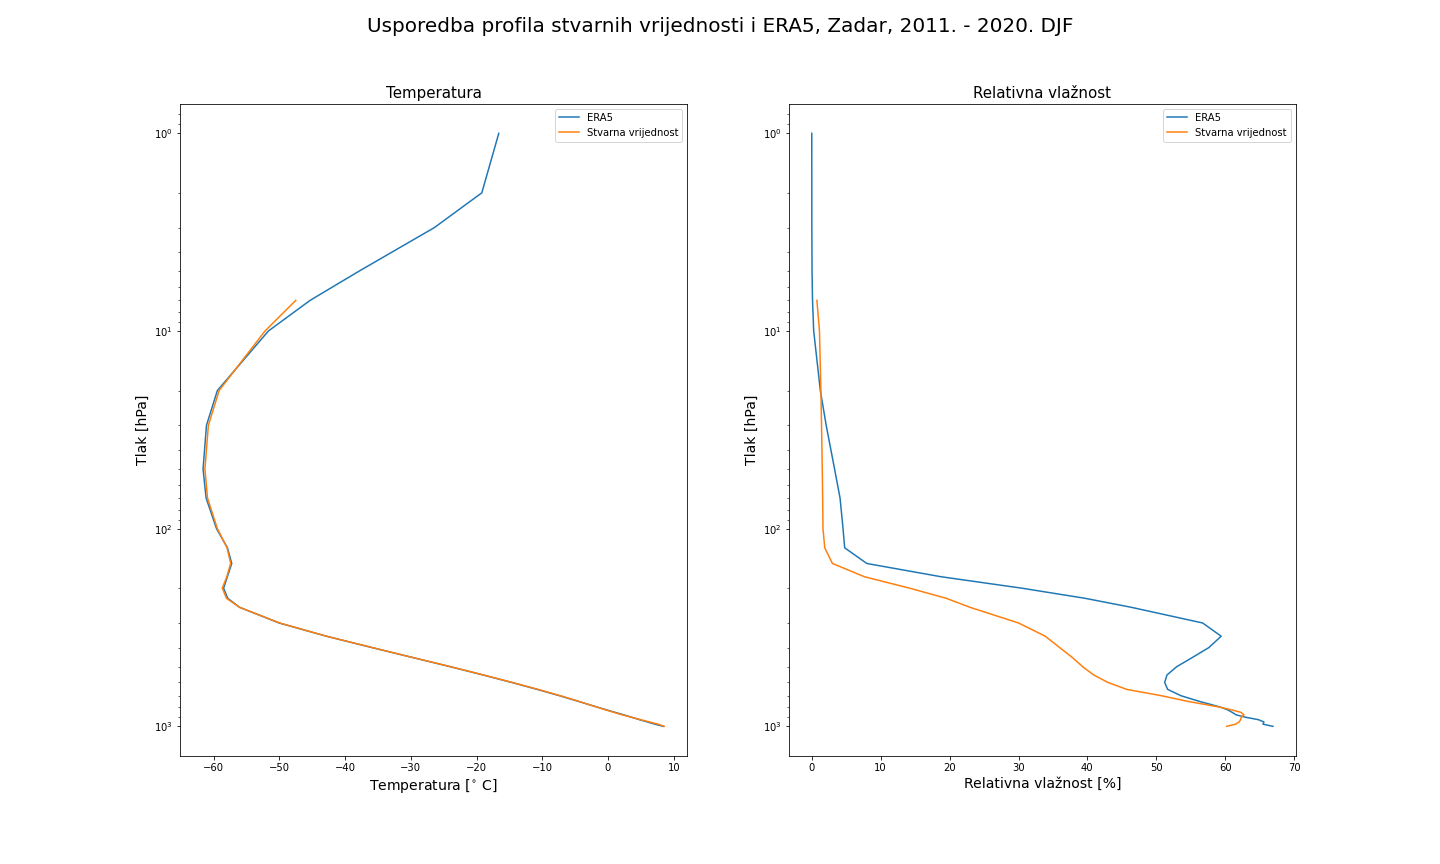 Usporedba profila stvarnih vrijednosti i ERA5, Zadar, 2011. - 2020. DJF
Temperatura
ERA5
Stvarna vrijednost
10⁰
10¹
10²
10³
Tlak [hPa]
−60 −50 −40 −30 −20 −10 0 10
Temperatura [° C]
Relativna vlažnost
ERA5
Stvarna vrijednost
10⁰
10¹
10²
10³
Tlak [hPa]
0 10 20 30 40 50 60 70
Relativna vlažnost [%]